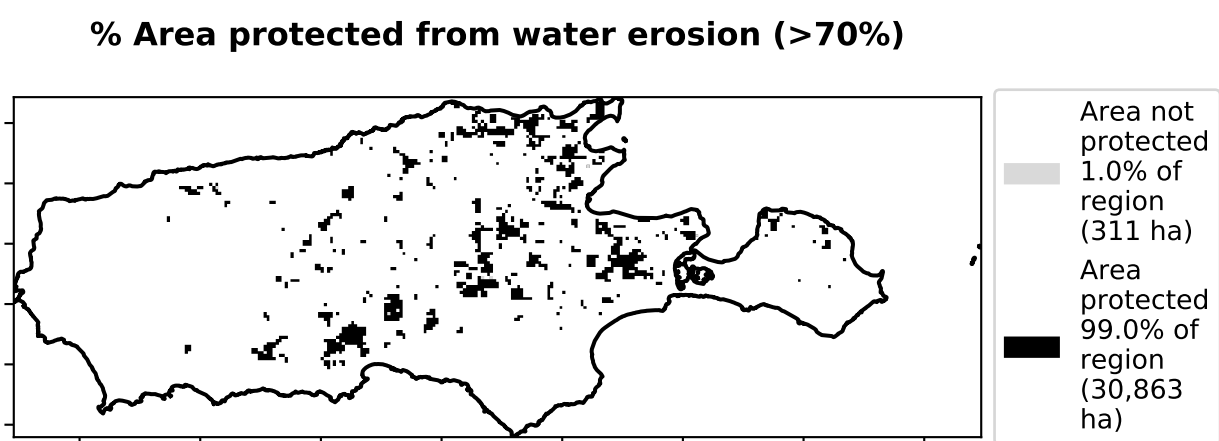 % Area protected from water erosion (>70%)
Area not
protected
1.0% of
region
(311 ha)
Area
protected
99.0% of
region
(30,863
ha)